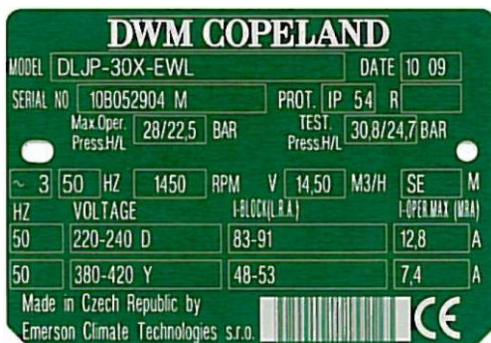 DWM COPELAND
MODEL DLJP-30X-EWL DATE 10 09
SERIAL NO 10B052904 M PROT. IP 54 R
Max.Oper. Press.H/L 28/22,5 BAR TEST. Press.H/L 30,8/24,7 BAR
~ 3 50 HZ 1450 RPM V 14,50 M3/H SE M
HZ VOLTAGE I-BLOCK(L.R.A.) I-OPER.MAX (MRA)
50 220-240 D 83-91 12,8 A
50 380-420 Y 48-53 7,4 A
Made in Czech Republic by
Emerson Climate Technologies s.r.o. CE